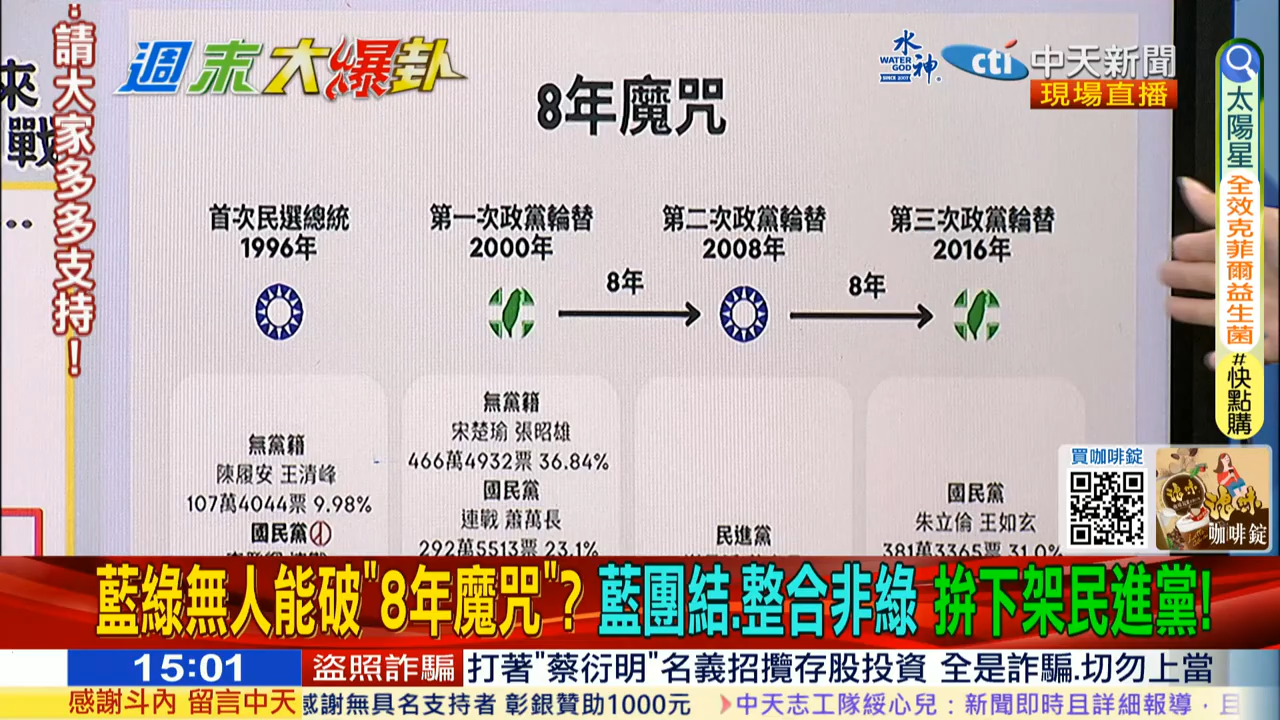 來
戰
：
請大家多多支持！
週末大爆卦
水神
WATER GOD
SINCE 2007
cti 中天新聞
現場直播
8年魔咒
首次民選總統
1996年
第一次政黨輪替
2000年
8年
第二次政黨輪替
2008年
8年
第三次政黨輪替
2016年
無黨籍
陳履安 王清峰
107萬4044票 9.98%
國民黨
無黨籍
宋楚瑜 張昭雄
466萬4932票 36.84%
國民黨
連戰 蕭萬長
292萬5513票 23.1%
民進黨
國民黨
朱立倫 王如玄
381萬3365票 31.0%
太陽星
全效克菲爾益生菌
#快點購
買咖啡錠
咖啡錠
藍綠無人能破"8年魔咒"? 藍團結.整合非綠 拚下架民進黨!
15:01
盜照詐騙
打著"蔡衍明"名義招攬存股投資 全是詐騙.切勿上當
感謝斗內 留言中天
感謝無具名支持者 彰銀贊助1000元
中天志工隊綏心兒：新聞即時且詳細報導，且